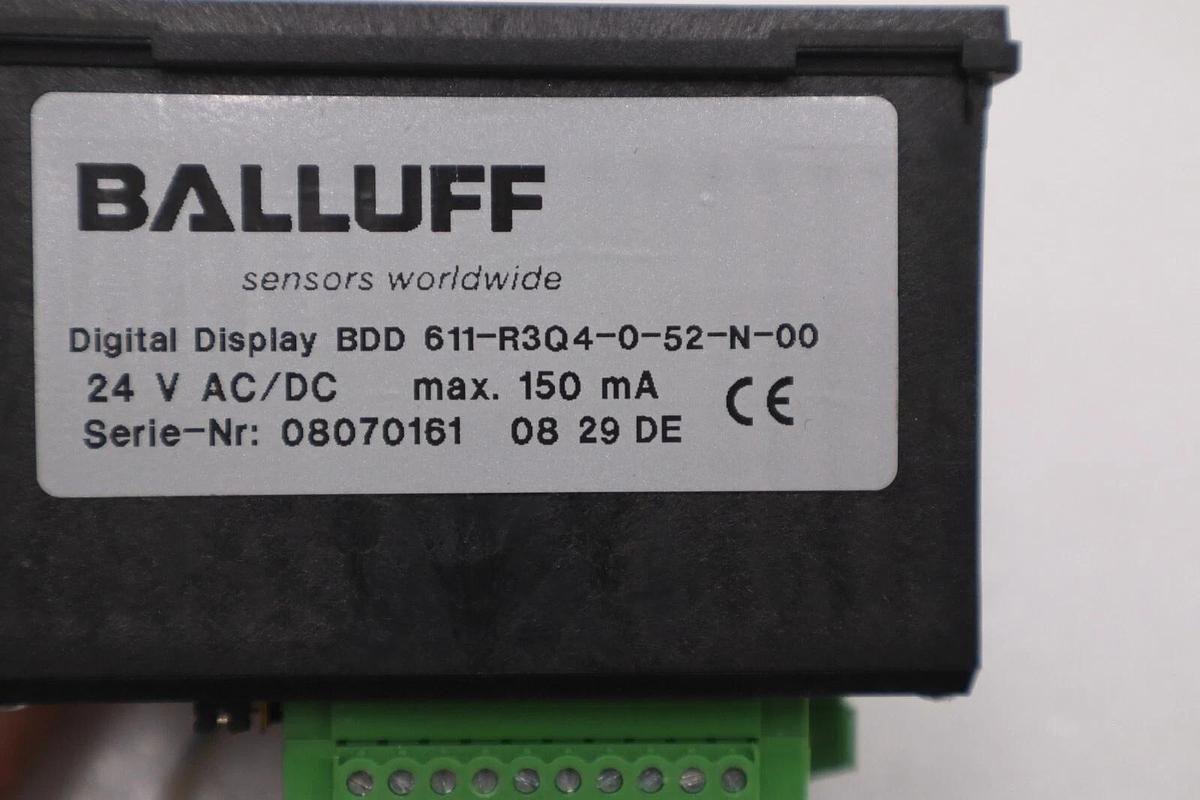 BALLUFF
sensors worldwide
Digital Display BDD 611-R3Q4-0-52-N-00
24 V AC/DC max. 150 mA CE
Serie-Nr: 08070161 08 29 DE